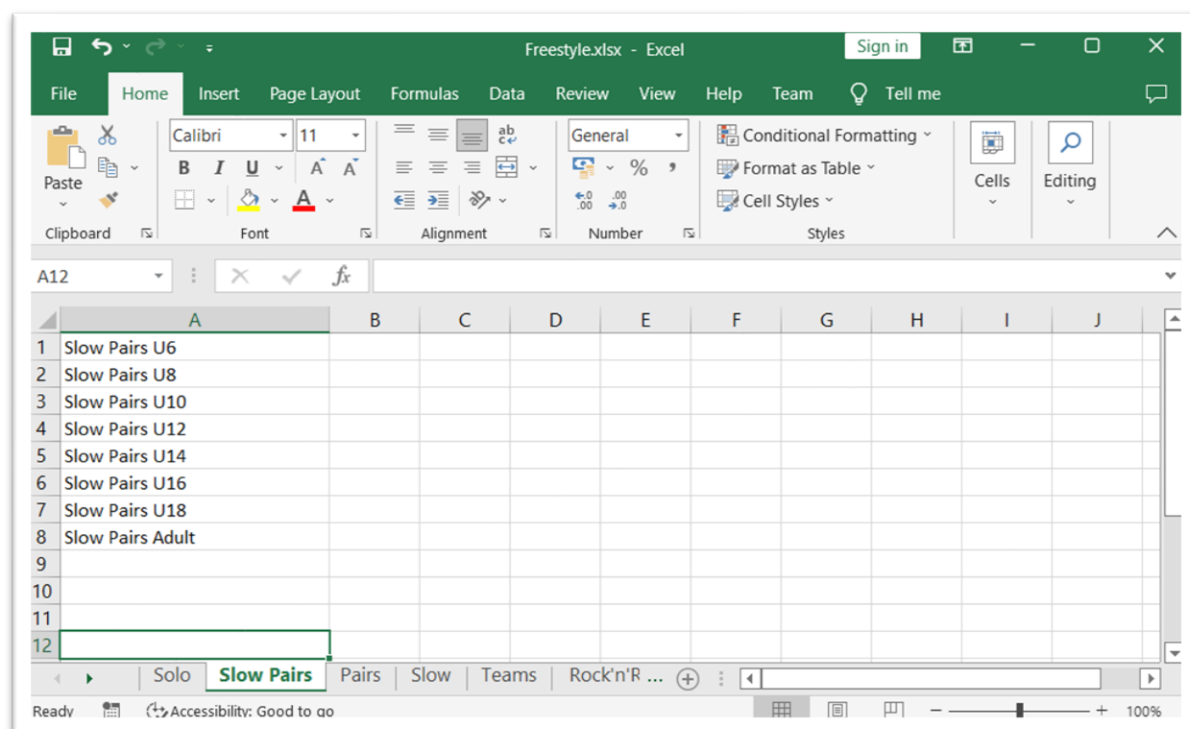 Freestyle.xlsx - Excel
Sign in
File Home Insert Page Layout Formulas Data Review View Help Team Tell me
Calibri 11 ab General Conditional Formatting
Paste B I U A A % , Format as Table Cells Editing
A .00 .00 Cell Styles
Clipboard Font Alignment Number Styles
A12 fx
A B C D E F G H I J
1 Slow Pairs U6
2 Slow Pairs U8
3 Slow Pairs U10
4 Slow Pairs U12
5 Slow Pairs U14
6 Slow Pairs U16
7 Slow Pairs U18
8 Slow Pairs Adult
9
10
11
12
Solo Slow Pairs Pairs Slow Teams Rock'n'R ...
Ready Accessibility: Good to go 100%